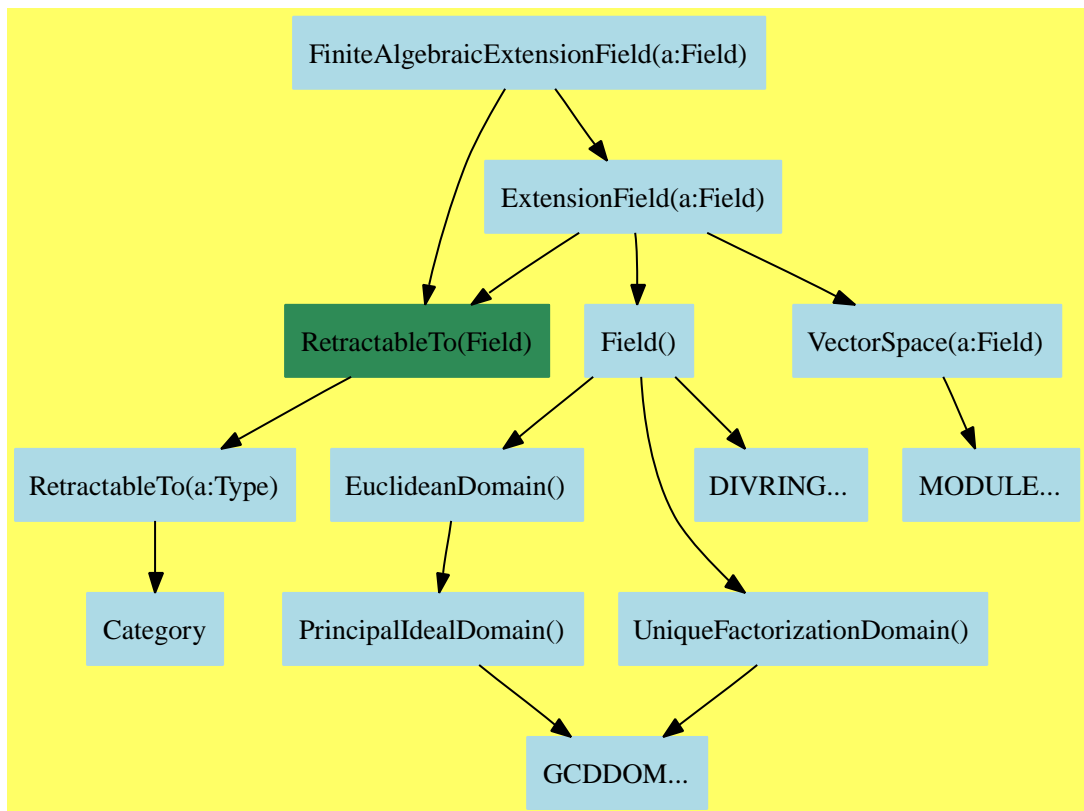 FiniteAlgebraicExtensionField(a:Field)
ExtensionField(a:Field)
RetractableTo(Field)
Field()
VectorSpace(a:Field)
RetractableTo(a:Type)
EuclideanDomain()
DIVRING...
MODULE...
Category
PrincipalIdealDomain()
UniqueFactorizationDomain()
GCDDOM...